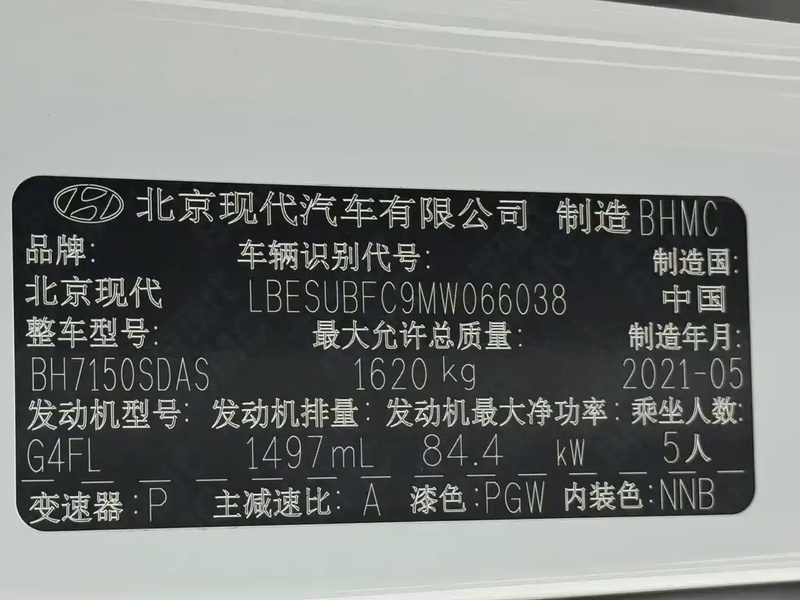 北京现代汽车有限公司 制造 BHMC
品牌: 车辆识别代号: 制造国:
北京现代 LBESUBFC9MW066038 中国
整车型号: 最大允许总质量: 制造年月:
BH7150SDAS 1620 kg 2021-05
发动机型号: 发动机排量: 发动机最大净功率: 乘坐人数:
G4FL 1497mL 84.4 kW 5人
变速器: P 主减速比: A 漆色:PGW 内装色:NNB